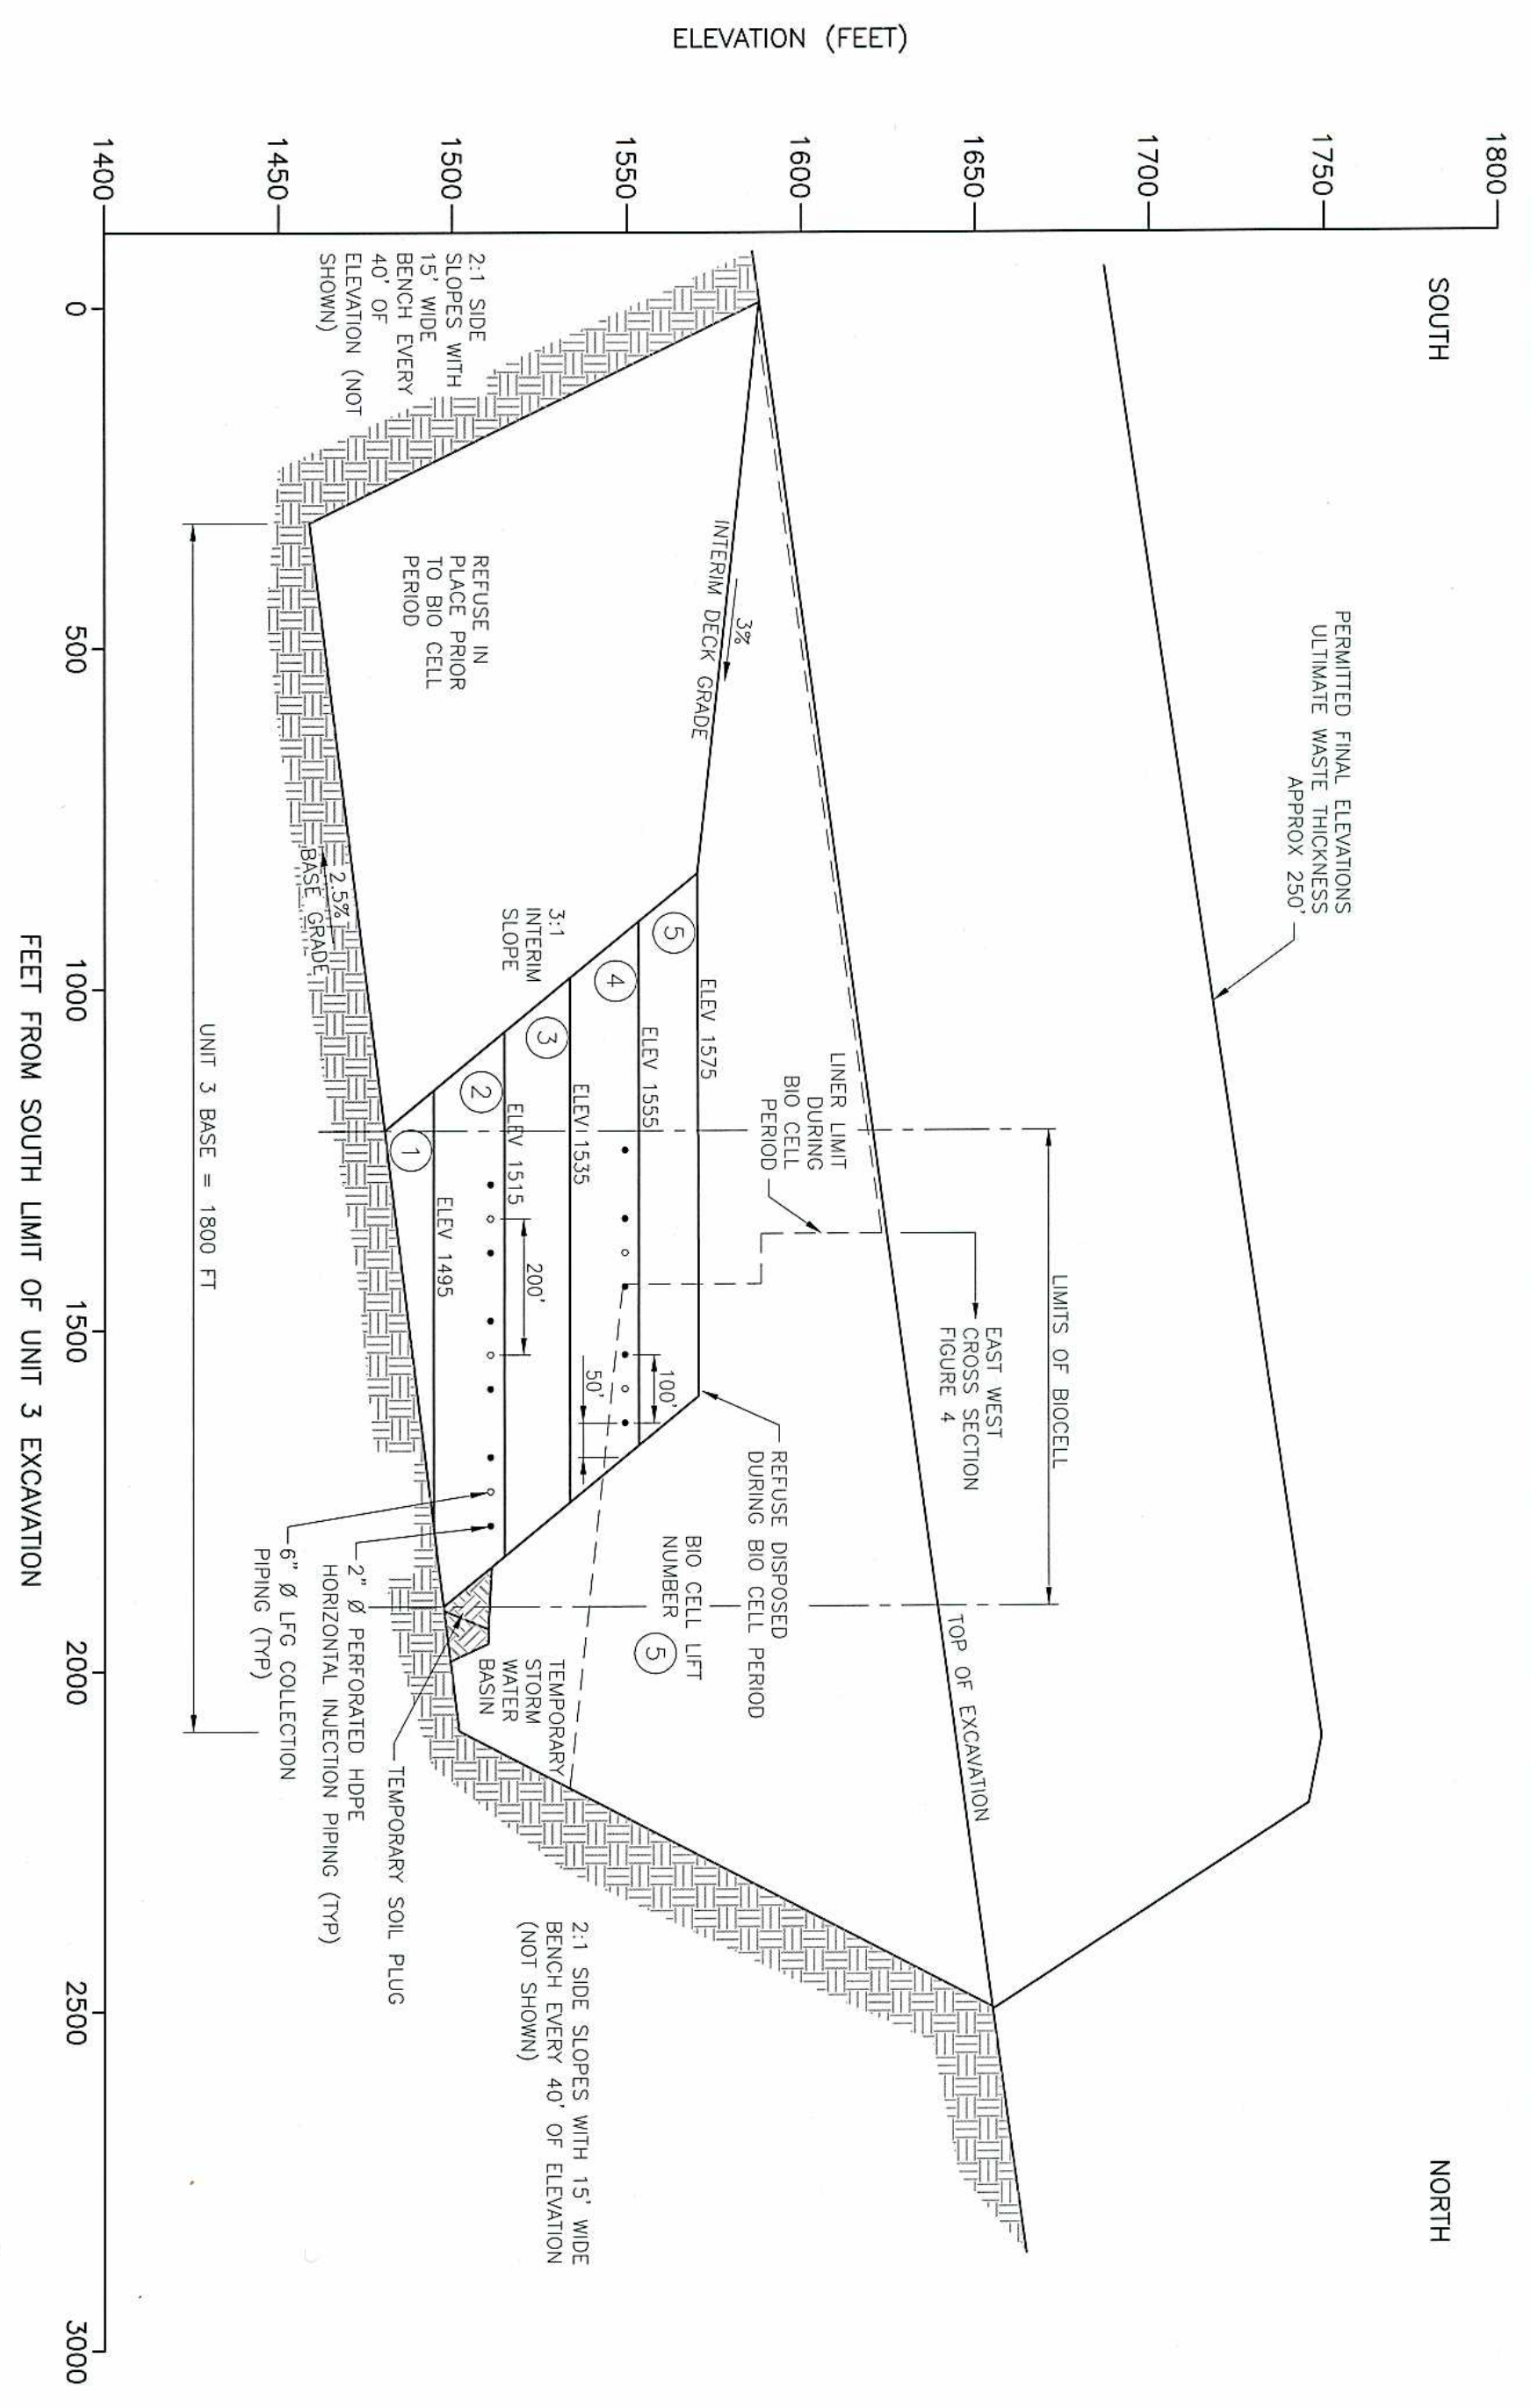 SOUTH
NORTH
ELEVATION (FEET)
1800
1750
1700
1650
1600
1550
1500
1450
1400
PERMITTED FINAL ELEVATIONS
ULTIMATE WASTE THICKNESS
APPROX 250'
LIMITS OF BIOCELL
EAST WEST
CROSS SECTION
FIGURE 4
LINER LIMIT
DURING
BIO CELL
PERIOD
TOP OF EXCAVATION
3%
INTERIM DECK GRADE
REFUSE DISPOSED
DURING BIO CELL PERIOD
BIO CELL LIFT
NUMBER 5
ELEV 1575
5
ELEV 1555
4
100'
50'
ELEV 1535
3
3:1
INTERIM
SLOPE
ELEV 1515
200'
2
ELEV 1495
1
TEMPORARY
STORM
WATER
BASIN
2:1 SIDE SLOPES WITH 15' WIDE
BENCH EVERY 40' OF ELEVATION
(NOT SHOWN)
2:1 SIDE
SLOPES WITH
15' WIDE
BENCH EVERY
40' OF
ELEVATION (NOT
SHOWN)
REFUSE IN
PLACE PRIOR
TO BIO CELL
PERIOD
2.5%
BASE GRADE
TEMPORARY SOIL PLUG
2" Ø PERFORATED HDPE
HORIZONTAL INJECTION PIPING (TYP)
6" Ø LFG COLLECTION
PIPING (TYP)
UNIT 3 BASE = 1800 FT
0
500
1000
1500
2000
2500
3000
FEET FROM SOUTH LIMIT OF UNIT 3 EXCAVATION